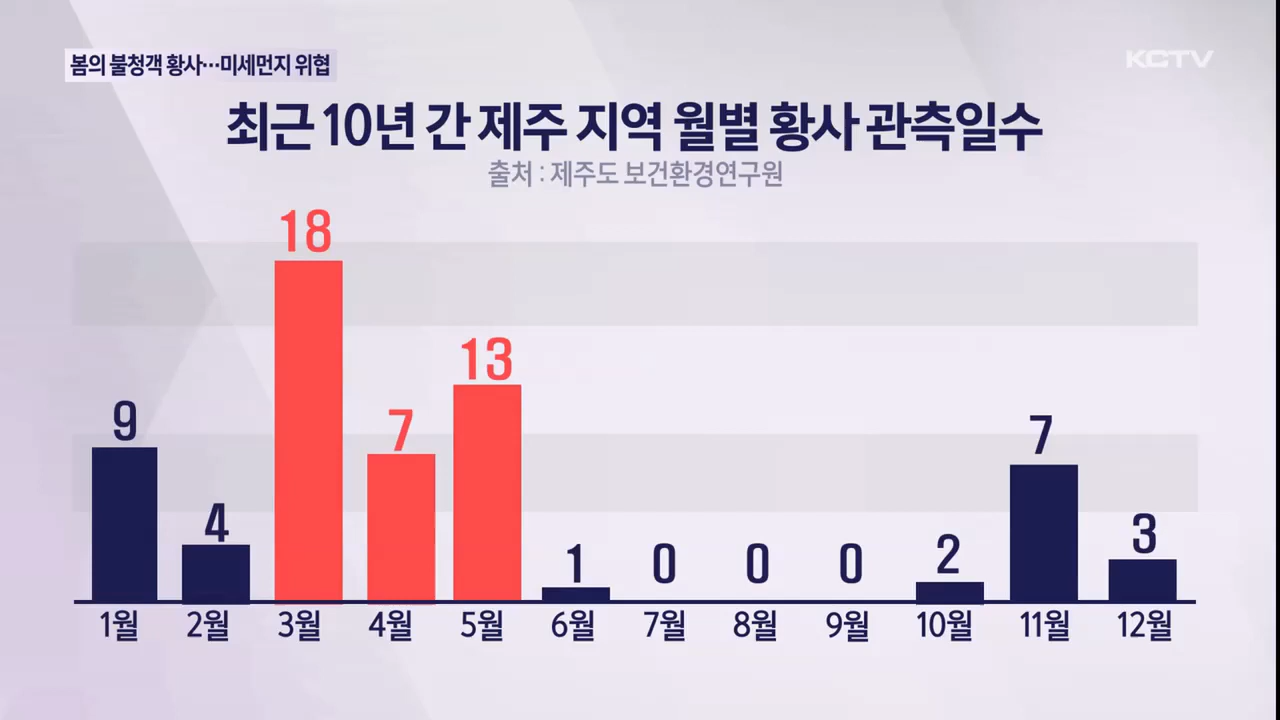 봄의 불청객 황사…미세먼지 위협
KCTV
최근 10년 간 제주 지역 월별 황사 관측일수
출처 : 제주도 보건환경연구원
9 4 18 7 13 1 0 0 0 2 7 3
1월 2월 3월 4월 5월 6월 7월 8월 9월 10월 11월 12월